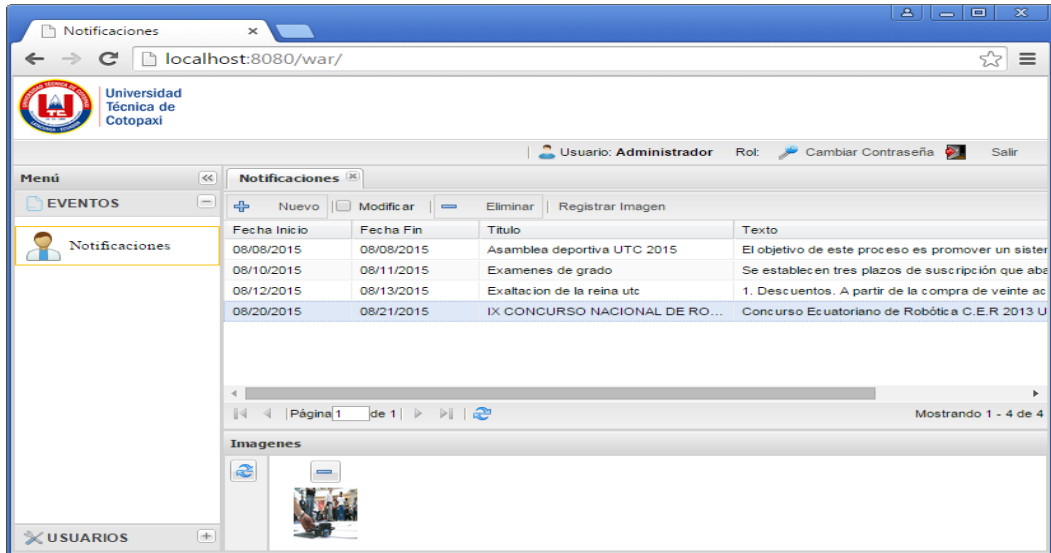 Notificaciones
localhost:8080/war/
Universidad
Técnica de
Cotopaxi
Usuario: Administrador Rol: Cambiar Contraseña Salir
Menú
Notificaciones
EVENTOS
Nuevo Modificar Eliminar Registrar Imagen
Notificaciones
Fecha Inicio Fecha Fin Titulo Texto
08/08/2015 08/08/2015 Asamblea deportiva UTC 2015 El objetivo de este proceso es promover un sister
08/10/2015 08/11/2015 Examenes de grado Se establecen tres plazos de suscripción que aba
08/12/2015 08/13/2015 Exaltacion de la reina utc 1. Descuentos. A partir de la compra de veinte ac
08/20/2015 08/21/2015 IX CONCURSO NACIONAL DE RO... Concurso Ecuatoriano de Robótica C.E.R 2013 U
Página 1 de 1 Mostrando 1 - 4 de 4
Imagenes
USUARIOS